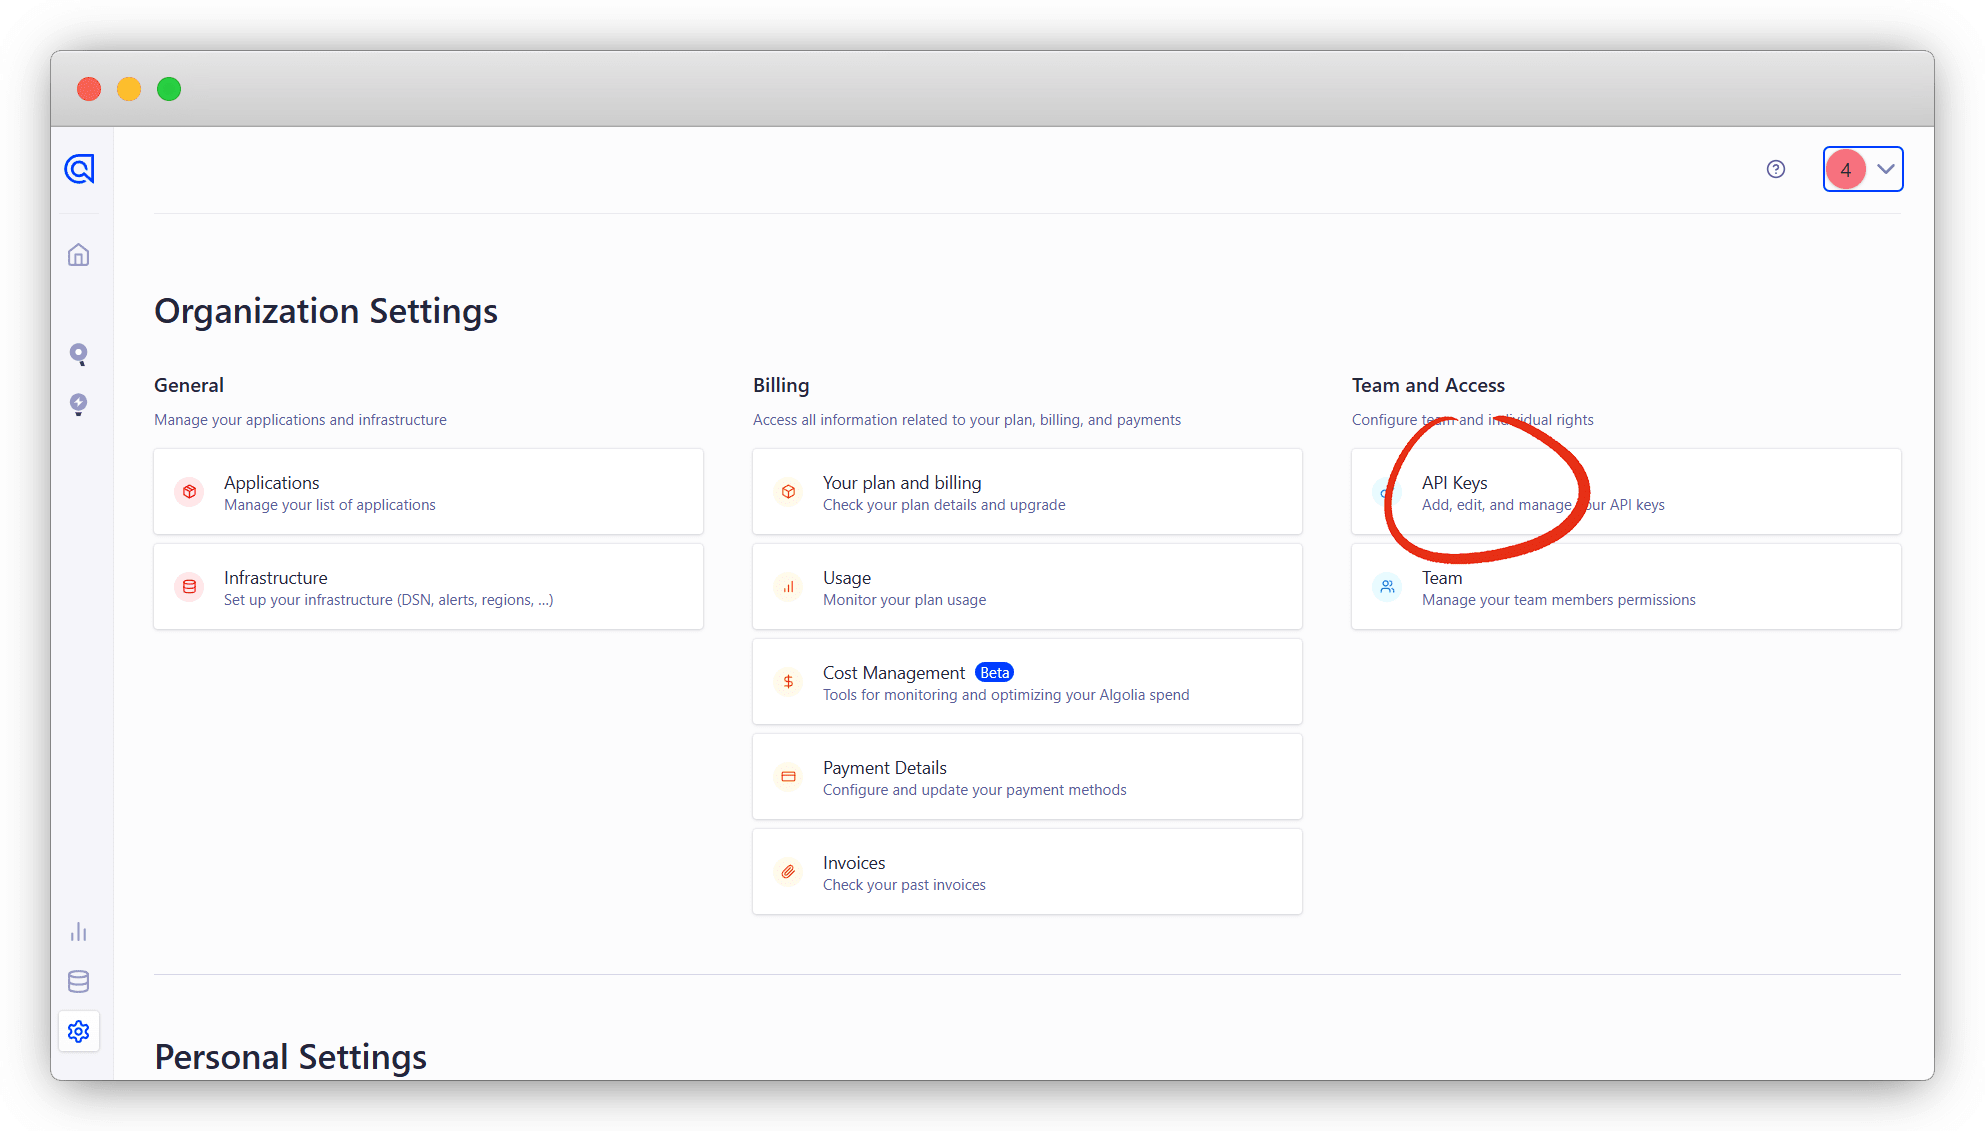 4
Organization Settings
General
Manage your applications and infrastructure
Applications
Manage your list of applications
Infrastructure
Set up your infrastructure (DSN, alerts, regions, ...)
Billing
Access all information related to your plan, billing, and payments
Your plan and billing
Check your plan details and upgrade
Usage
Monitor your plan usage
Cost Management Beta
Tools for monitoring and optimizing your Algolia spend
Payment Details
Configure and update your payment methods
Invoices
Check your past invoices
Team and Access
Configure team and individual rights
API Keys
Add, edit, and manage your API keys
Team
Manage your team members permissions
Personal Settings